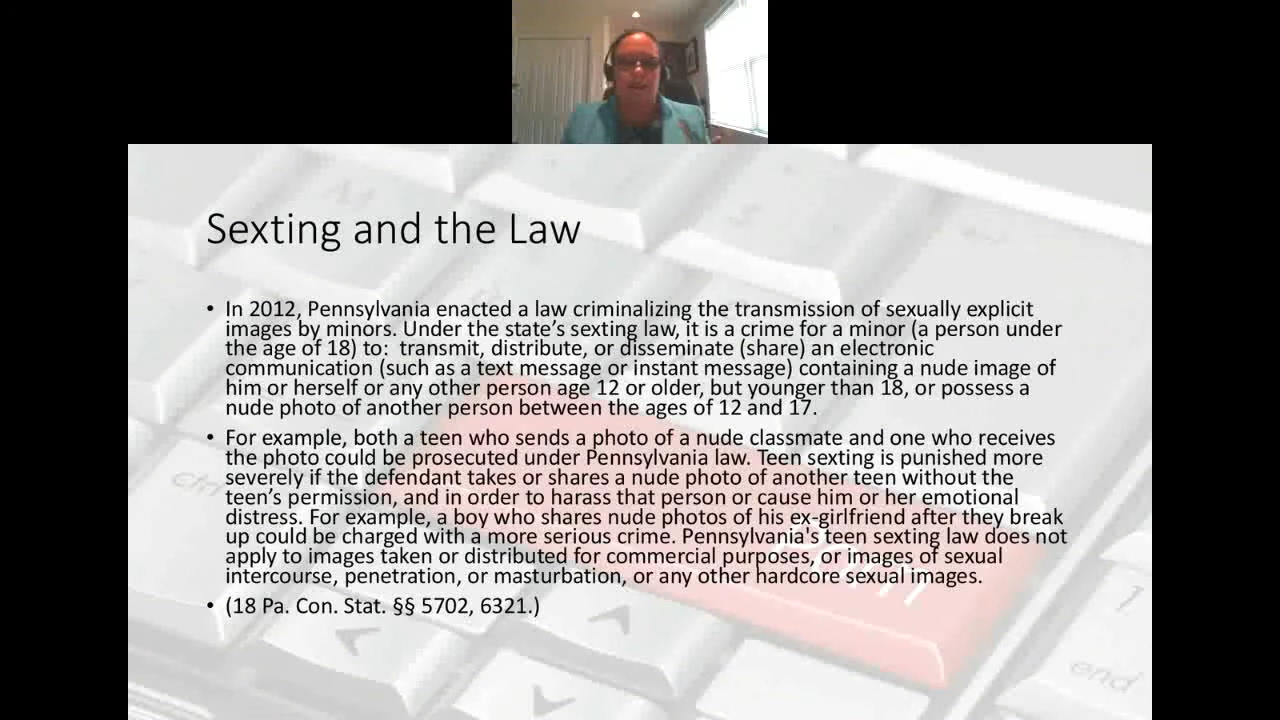 Sexting and the Law
• In 2012, Pennsylvania enacted a law criminalizing the transmission of sexually explicit
images by minors. Under the state's sexting law, it is a crime for a minor (a person under
the age of 18) to:  transmit, distribute, or disseminate (share) an electronic
communication (such as a text message or instant message) containing a nude image of
him or herself or any other person age 12 or older, but younger than 18, or possess a
nude photo of another person between the ages of 12 and 17.
• For example, both a teen who sends a photo of a nude classmate and one who receives
the photo could be prosecuted under Pennsylvania law. Teen sexting is punished more
severely if the defendant takes or shares a nude photo of another teen without the
teen's permission, and in order to harass that person or cause him or her emotional
distress. For example, a boy who shares nude photos of his ex-girlfriend after they break
up could be charged with a more serious crime. Pennsylvania's teen sexting law does not
apply to images taken or distributed for commercial purposes, or images of sexual
intercourse, penetration, or masturbation, or any other hardcore sexual images.
• (18 Pa. Con. Stat. §§ 5702, 6321.)
end